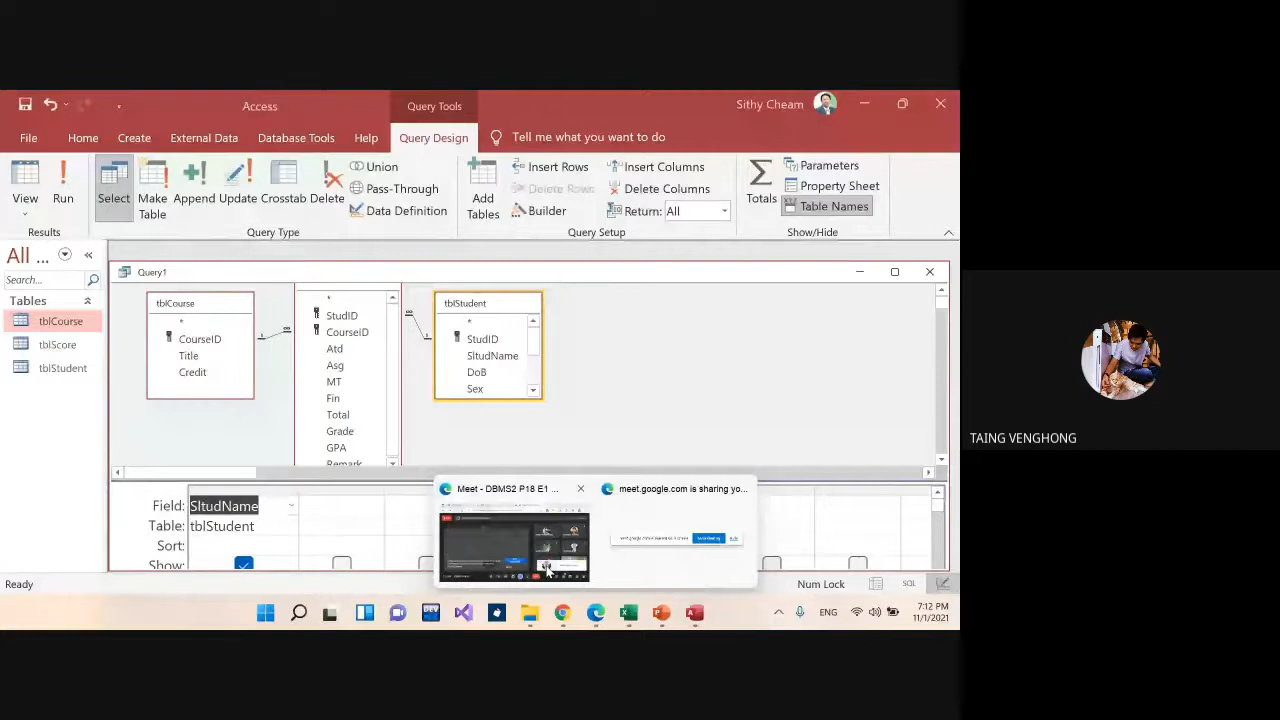 Access
Query Tools
Sithy Cheam
File
Home
Create
External Data
Database Tools
Help
Query Design
Tell me what you want to do
View
Run
Select
Make Table
Append
Update
Crosstab
Delete
Union
Pass-Through
Data Definition
Add Tables
Insert Rows
Delete Rows
Builder
Insert Columns
Delete Columns
Return: All
Totals
Parameters
Property Sheet
Table Names
Results
Query Type
Query Setup
Show/Hide
All ...
Search...
Tables
tblCourse
tblScore
tblStudent
Query1
tblCourse
*
CourseID
Title
Credit
*
StudID
CourseID
Atd
Asg
MT
Fin
Total
Grade
GPA
Remark
tblStudent
*
StudID
SltudName
DoB
Sex
Field: SltudName
Table: tblStudent
Sort:
Show:
Meet - DBMS2 P18 E1 ...
meet.google.com is sharing yo...
Ready
Num Lock
SQL
DEV
ENG
7:12 PM
11/1/2021
TAING VENGHONG